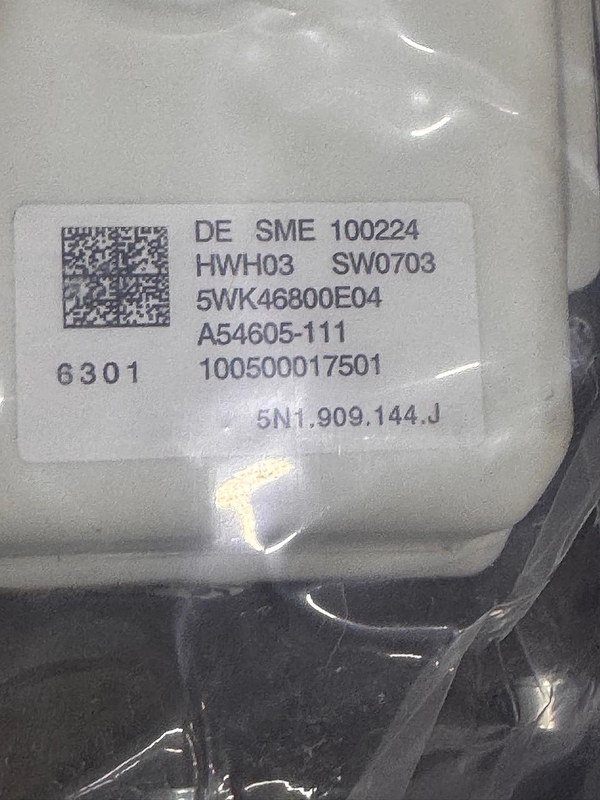 DE SME 100224
HWH03 SW0703
5WK46800E04
A54605-111
6301 100500017501
5N1.909.144.J